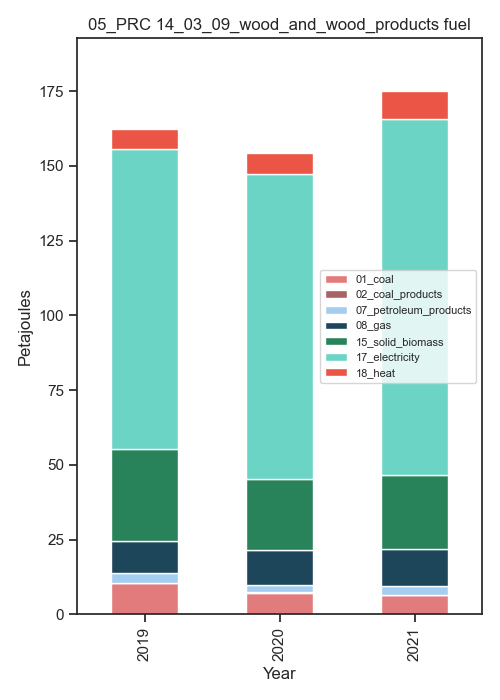 05_PRC 14_03_09_wood_and_wood_products fuel
175
150
125
100
75
50
25
0
Petajoules
01_coal
02_coal_products
07_petroleum_products
08_gas
15_solid_biomass
17_electricity
18_heat
2019
2020
2021
Year